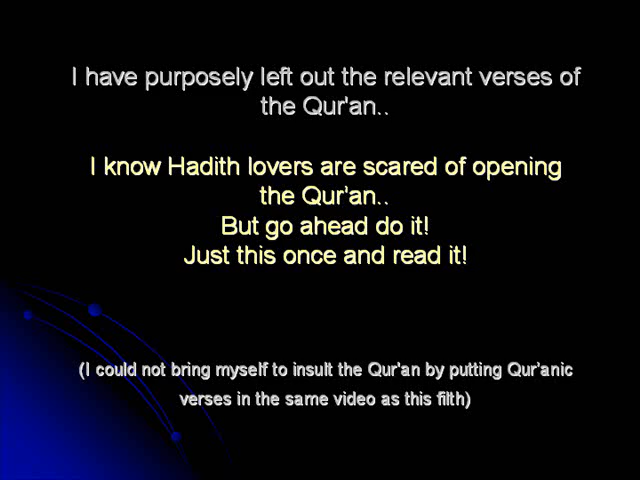 I have purposely left out the relevant verses of
the Qur'an..
I know Hadith lovers are scared of opening
the Qur'an..
But go ahead do it!
Just this once and read it!
(I could not bring myself to insult the Qur'an by putting Qur'anic
verses in the same video as this filth)